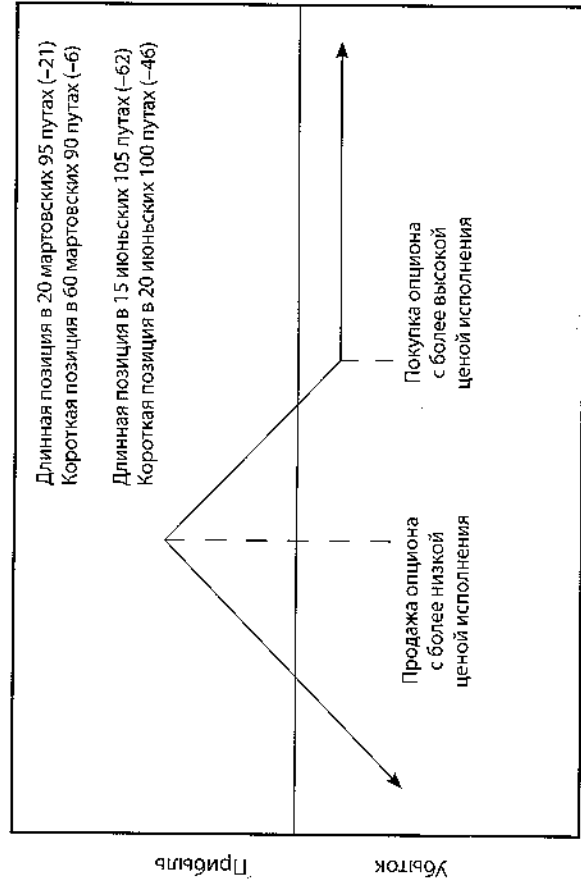 Длинная позиция в 20 мартовских 95 путах (–21)
Короткая позиция в 60 мартовских 90 путах (–6)
Длинная позиция в 15 июньских 105 путах (–62)
Короткая позиция в 20 июньских 100 путах (–46)
Прибыль
Убыток
Продажа опциона
с более низкой
ценой исполнения
Покупка опциона
с более высокой
ценой исполнения